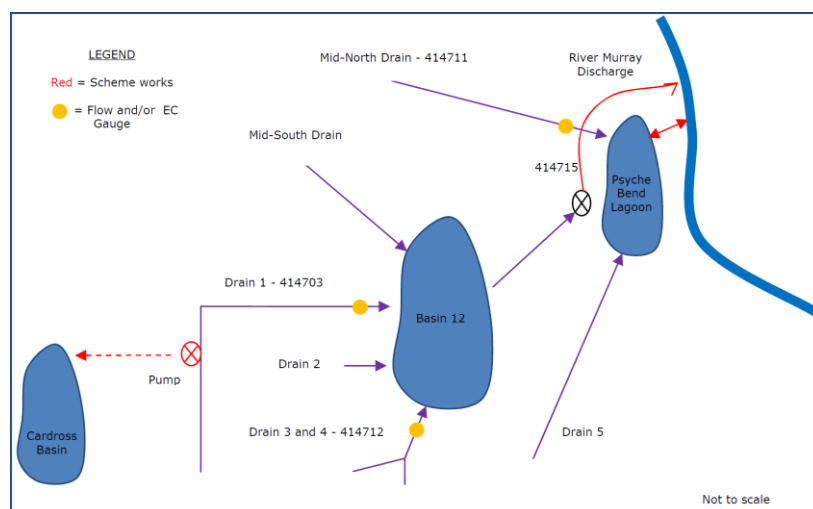 LEGEND
Red = Scheme works
= Flow and/or EC
Gauge
Mid-North Drain - 414711
River Murray
Discharge
Mid-South Drain
414715
Psyche
Bend
Lagoon
Drain 1 - 414703
Basin 12
Drain 2
Pump
Drain 3 and 4 - 414712
Drain 5
Cardross
Basin
Not to scale